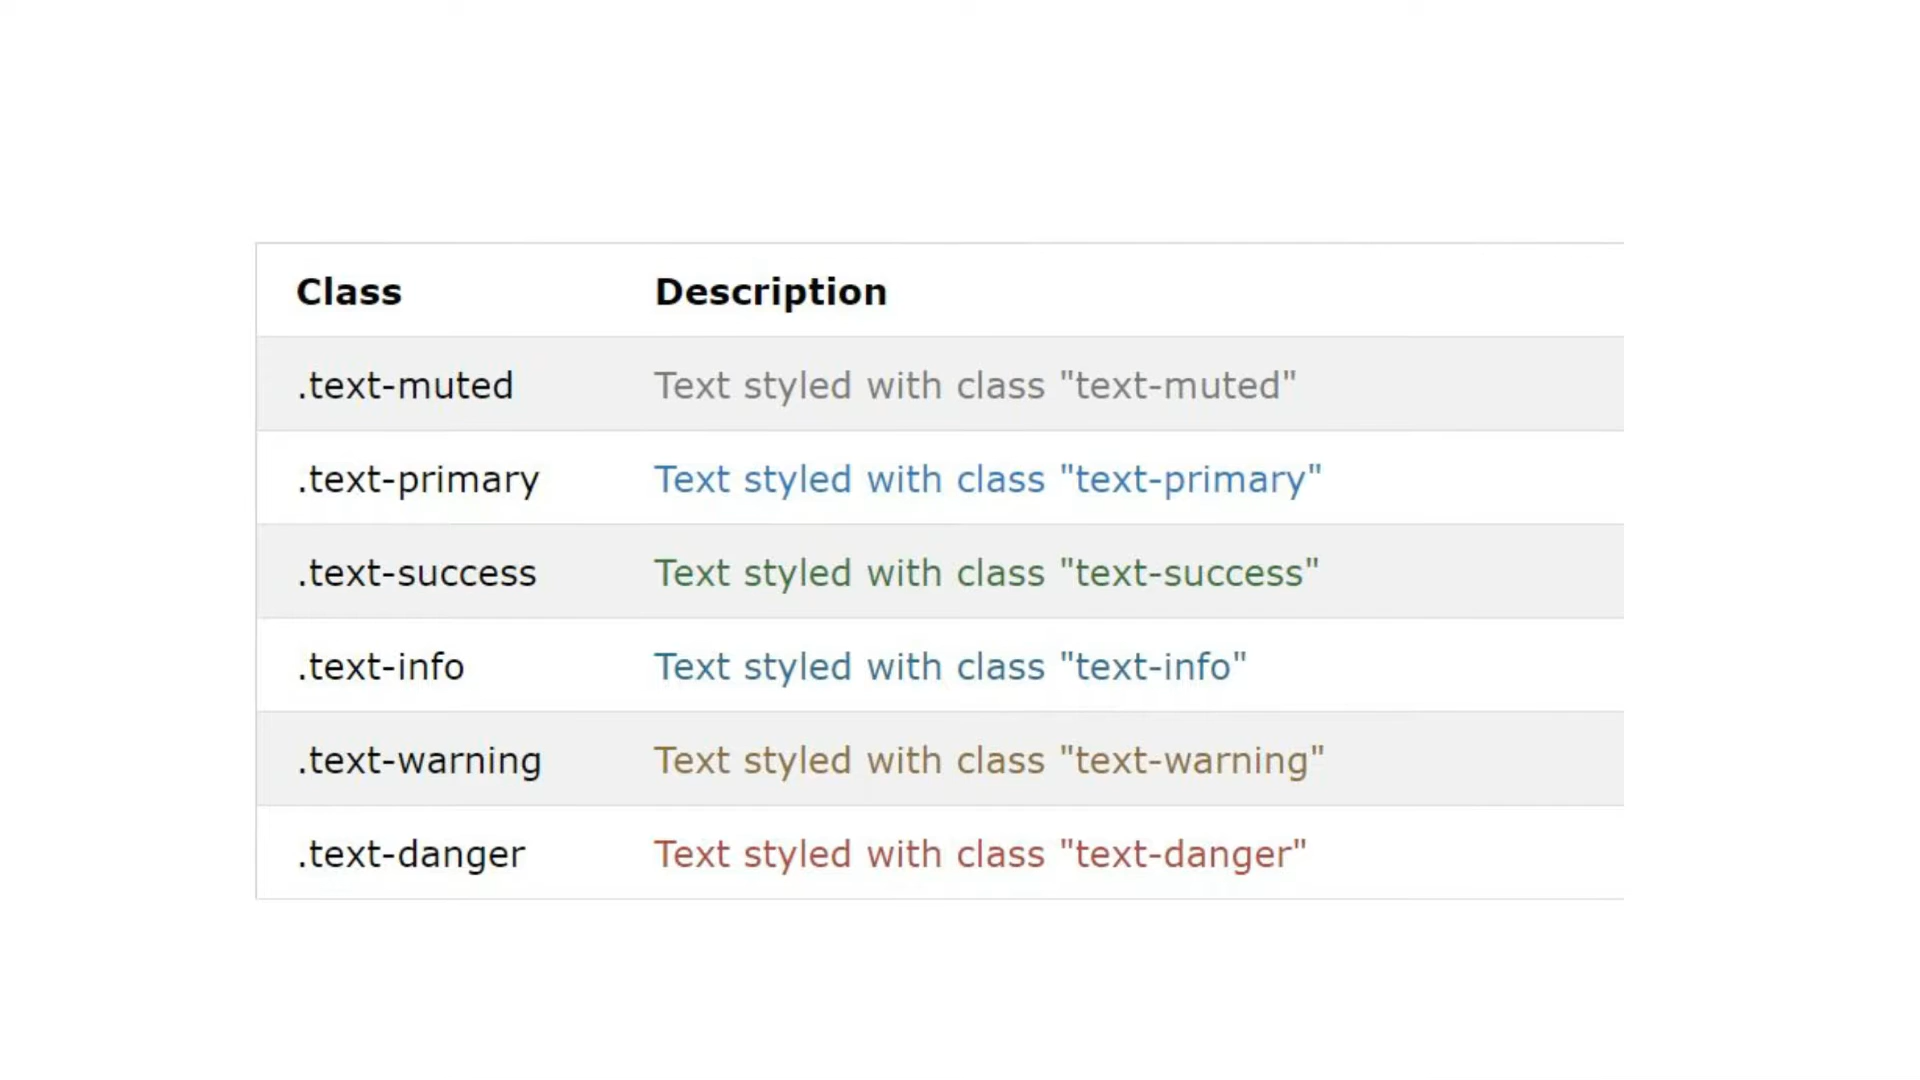 Class Description
.text-muted Text styled with class "text-muted"
.text-primary Text styled with class "text-primary"
.text-success Text styled with class "text-success"
.text-info Text styled with class "text-info"
.text-warning Text styled with class "text-warning"
.text-danger Text styled with class "text-danger"